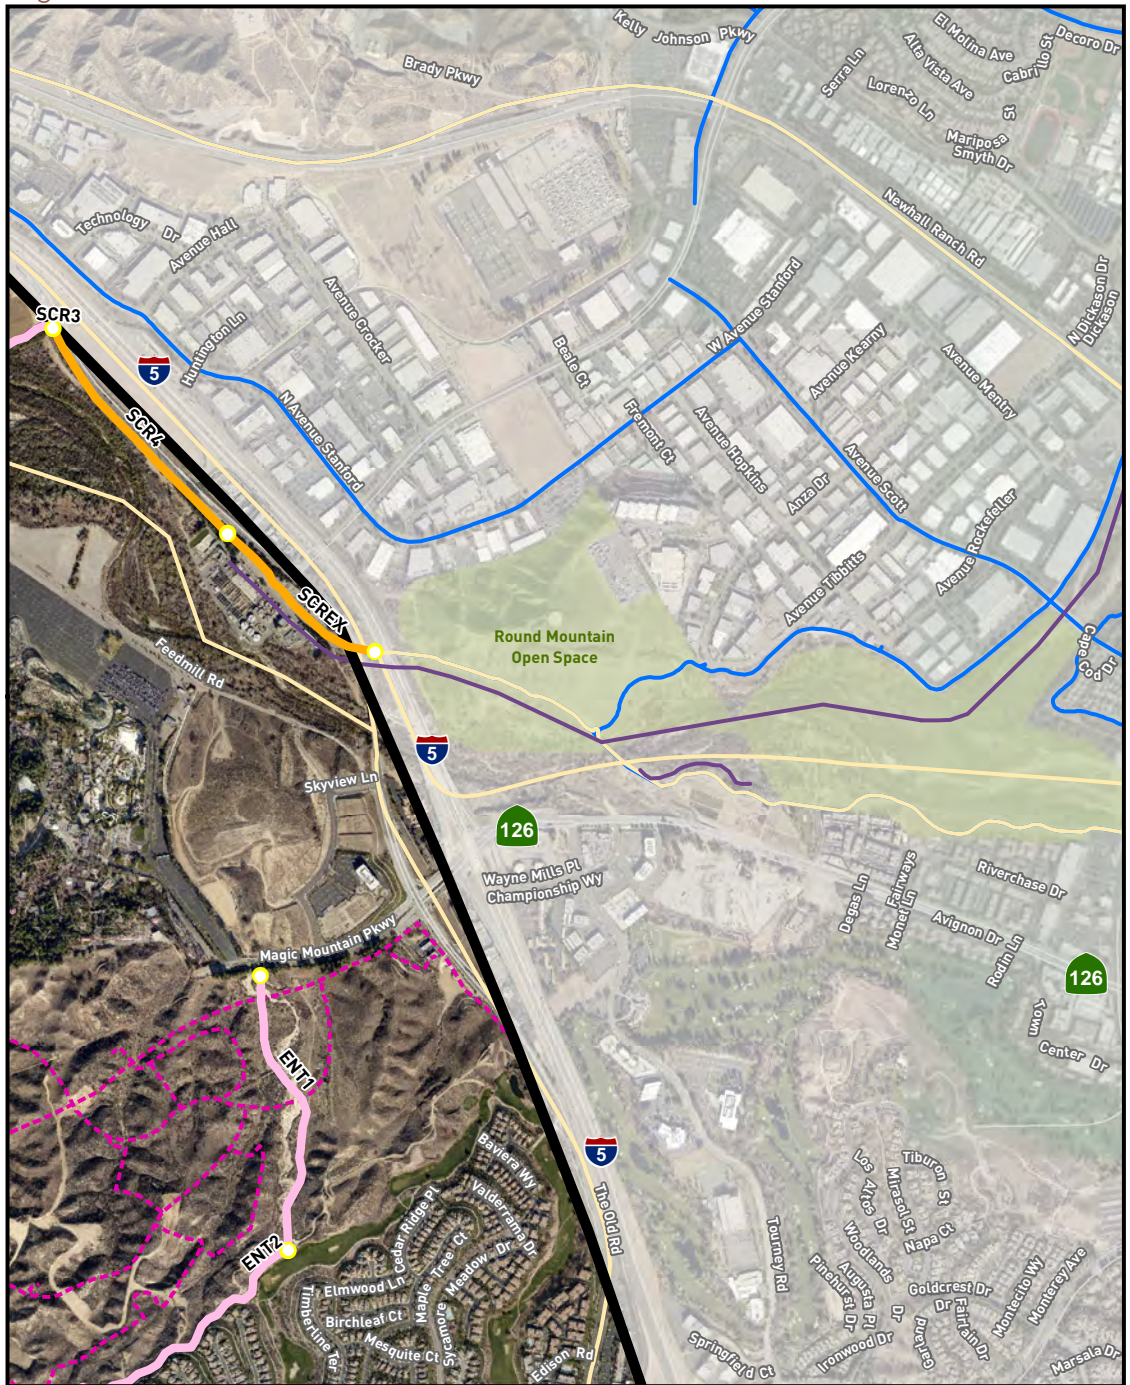 Kelly Johnson Pkwy
El Molina Ave
Decoro Dr
Alta Vista Ave
Cabrillo St
Brady Pkwy
Serra Ln
Lorenzo Ln
St
Mariposa
Smyth Dr
Technology Dr
Avenue Hall
Newhall Ranch Rd
N Dickason Dr
Dickason
SCR3
Avenue Crocker
W Avenue Stanford
5
Huntington Ln
Beale Ct
Avenue Kearny
Avenue Mentry
SCR4
N Avenue Stanford
Fremont Ct
Avenue Hopkins
Anza Dr
Avenue Scott
Avenue Rockefeller
SCREX
Avenue Tibbitts
Round Mountain
Open Space
Feedmill Rd
Cape Cod Dr
5
Skyview Ln
126
Wayne Mills Pl
Championship Wy
Degas Ln
Fairways
Monet Ln
Riverchase Dr
Avignon Dr
Rodin Ln
Magic Mountain Pkwy
126
Town
Center Dr
ENT1
5
Baviera Wy
Valderrama Dr
Cedar Ridge Pl
The Old Rd
Los Altos Dr
Tiburon St
Mirasol St
Napa Ct
ENT2
Elmwood Ln
Maple Tree Ct
Meadow Dr
Sycamore
Timberline Ter
Birchleaf Ct
Mesquite Ct
Edison Rd
Tourney Rd
Woodlands Dr
Augusta Pl
Pinehurst Dr
Goldcrest Dr
Dr
Fairlain Dr
Garland
Montecito Wy
Monterey Ave
Ironwood Dr
Springfield Ct
Marsala Dr